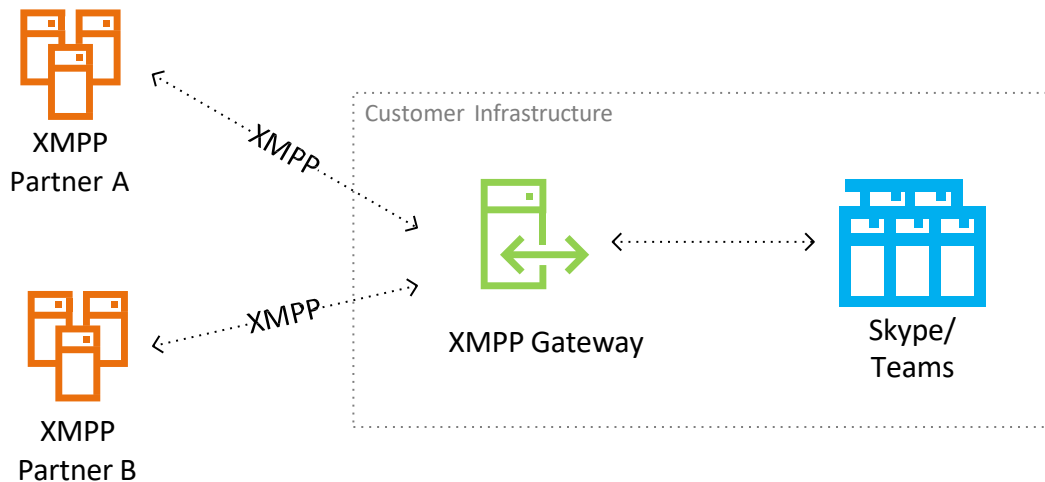 XMPP
Partner A
XMPP
Customer Infrastructure
XMPP Gateway
Skype/
Teams
XMPP
XMPP
Partner B